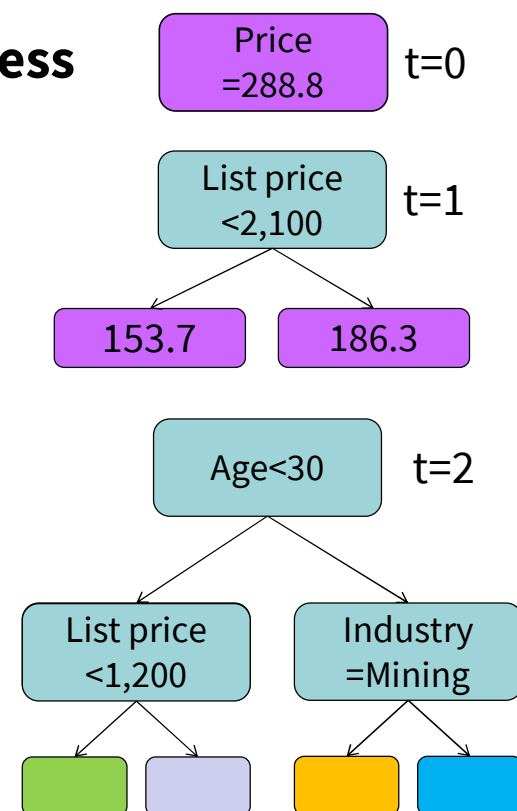 ess
Price
=288.8
t=0
List price
<2,100
t=1
153.7
186.3
Age<30
t=2
List price
<1,200
Industry
=Mining